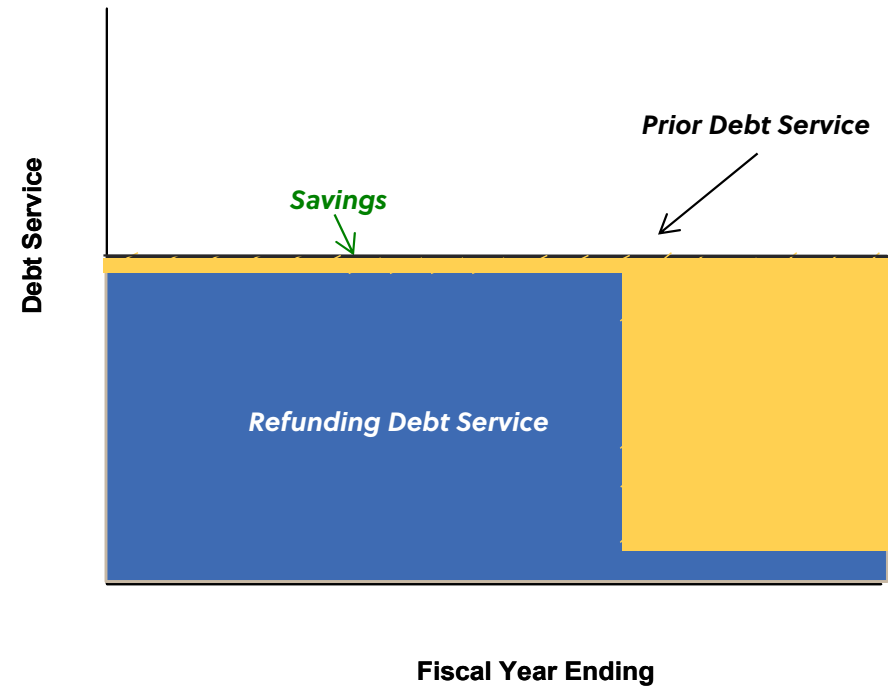 Prior Debt Service
Savings
Debt Service
Refunding Debt Service
Fiscal Year Ending